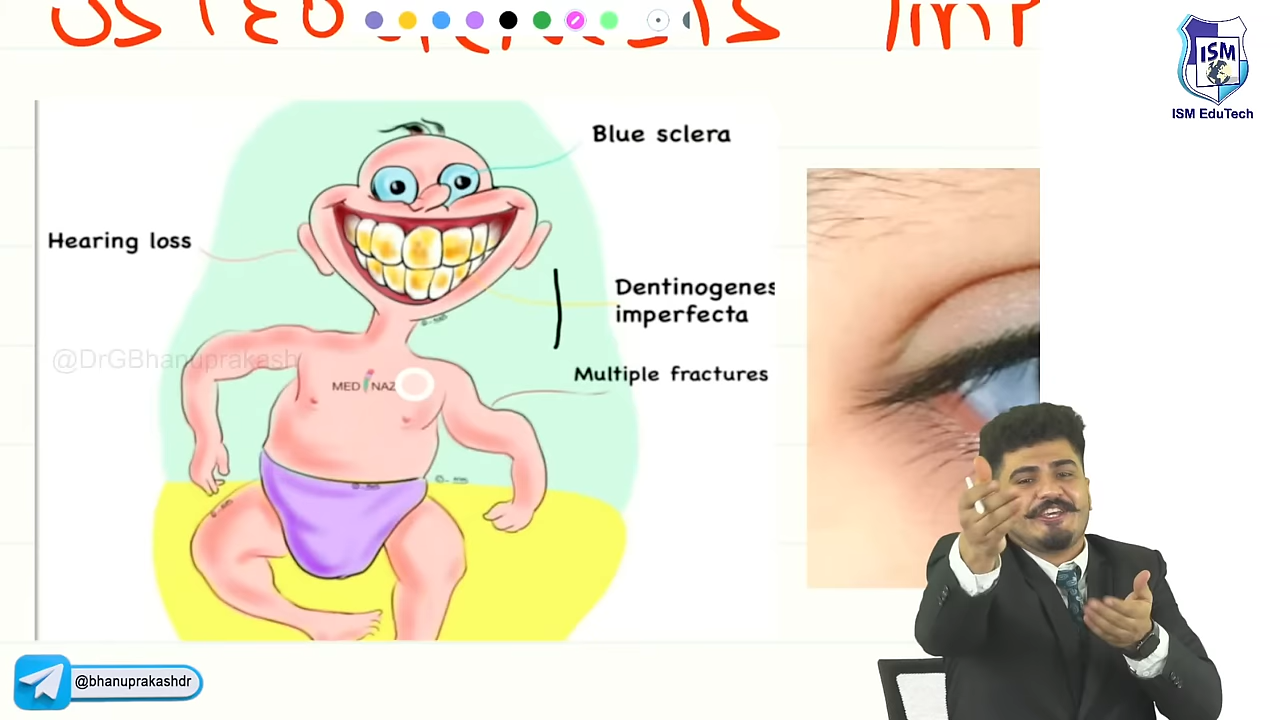 ISM
ISM EduTech
Blue sclera
Hearing loss
Dentinogenes
imperfecta
@DrGBhanuprakash
Multiple fractures
MED NAZ
@bhanuprakashdr